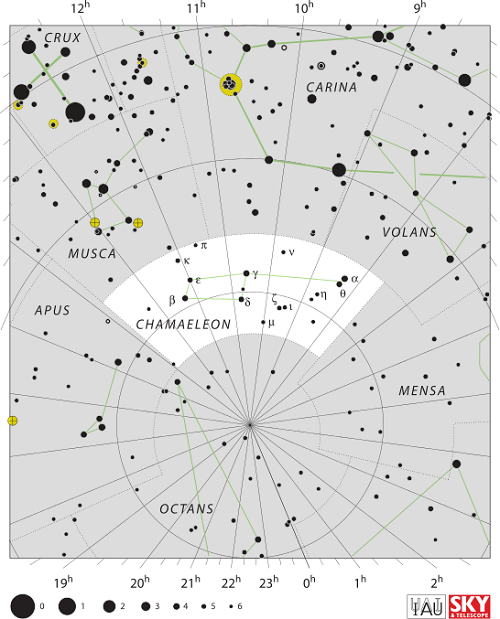 12h 11h 10h 9h
CRUX
CARINA
VOLANS
MUSCA
π
ν
κ
ε γ α
θ
β δ ζ ι η
μ
APUS
CHAMAELEON
MENSA
OCTANS
19h 20h 21h 22h 23h 0h 1h 2h
0 1 2 3 4 5 6
IAU
SKY
& TELESCOPE